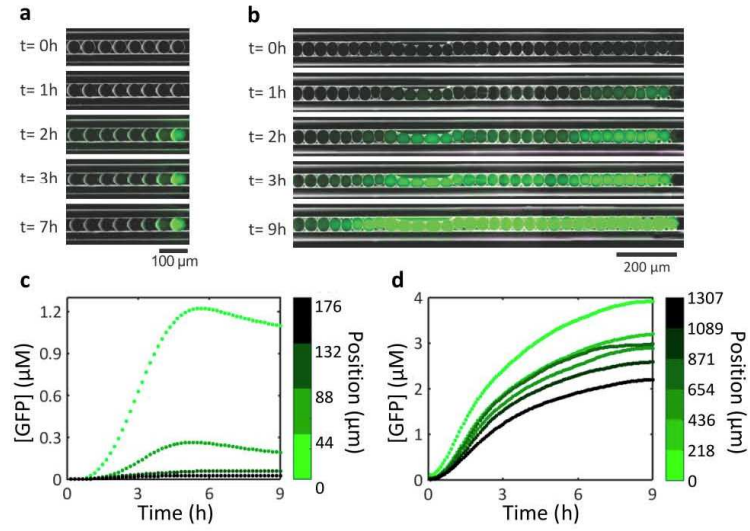 a
t= 0h
t= 1h
t= 2h
t= 3h
t= 7h
100 µm
b
t= 0h
t= 1h
t= 2h
t= 3h
t= 9h
200 µm
c
[GFP] (µM)
1.2
0.9
0.6
0.3
0
0 3 6 9
Time (h)
176
132
88
44
0
Position (µm)
d
[GFP] (µM)
4
3
2
1
0
0 3 6 9
Time (h)
1307
1089
871
654
436
218
0
Position (µm)